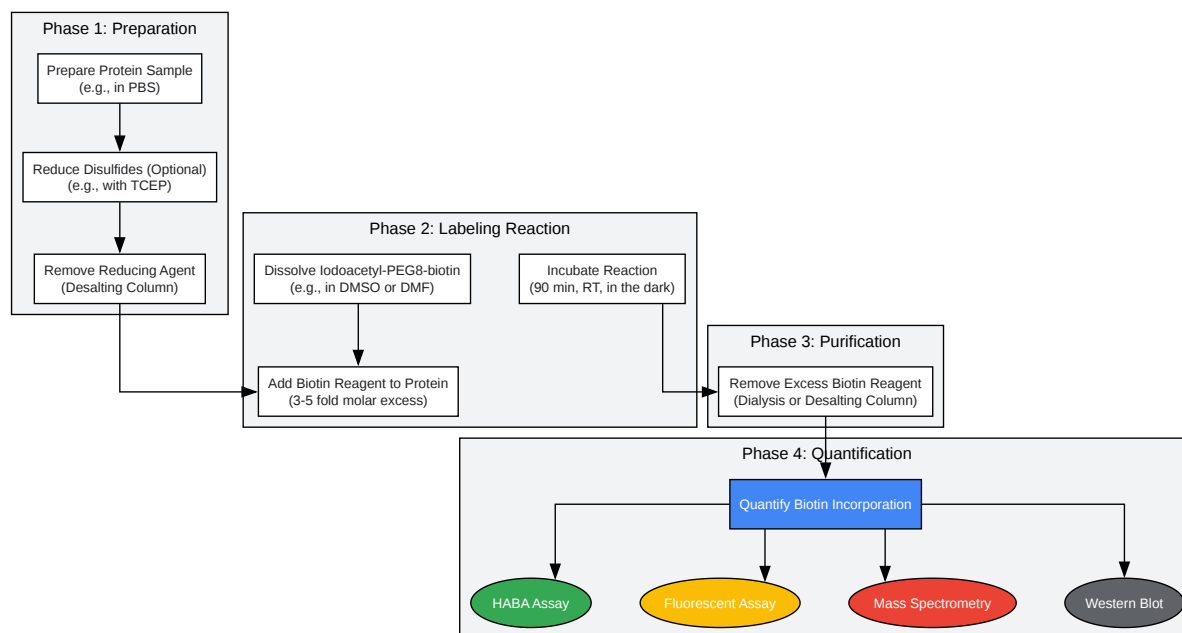 Phase 1: Preparation
Prepare Protein Sample
(e.g., in PBS)
Reduce Disulfides (Optional)
(e.g., with TCEP)
Remove Reducing Agent
(Desalting Column)
Phase 2: Labeling Reaction
Dissolve Iodoacetyl-PEG8-biotin
(e.g., in DMSO or DMF)
Incubate Reaction
(90 min, RT, in the dark)
Add Biotin Reagent to Protein
(3-5 fold molar excess)
Phase 3: Purification
Remove Excess Biotin Reagent
(Dialysis or Desalting Column)
Phase 4: Quantification
Quantify Biotin Incorporation
HABA Assay
Fluorescent Assay
Mass Spectrometry
Western Blot